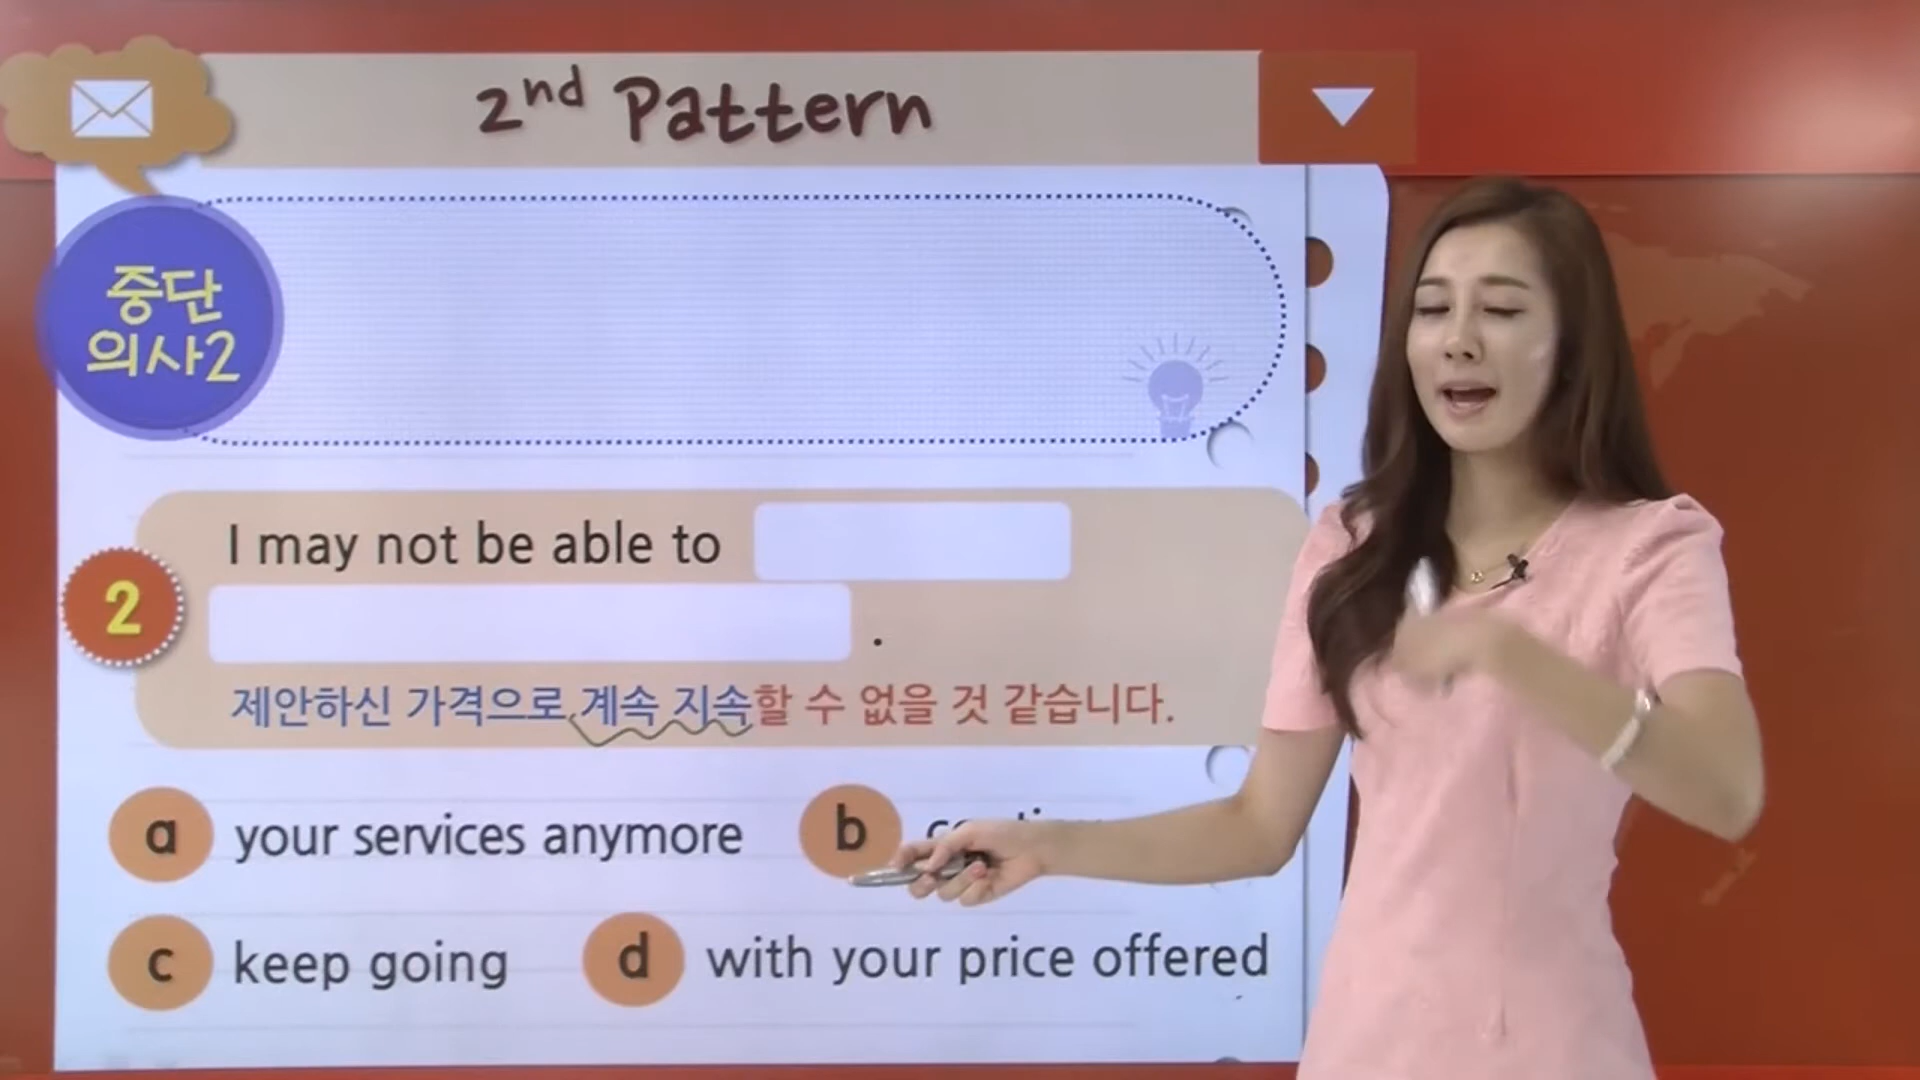 2nd Pattern
중단
의사2
I may not be able to
2
.
제안하신 가격으로 계속 지속할 수 없을 것 같습니다.
a your services anymore
b
c keep going
d with your price offered